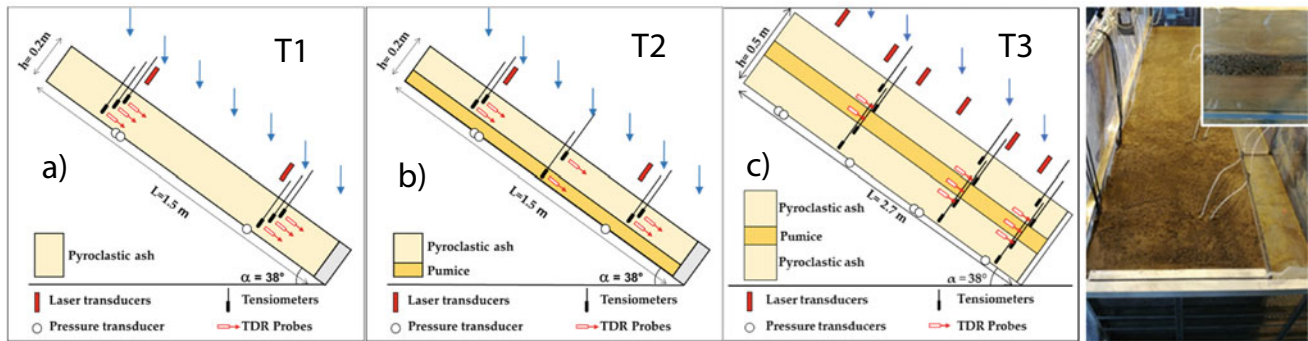 T1
h= 0.2m
a)
L=1.5 m
Pyroclastic ash
α = 38°
Laser transducers
Tensiometers
Pressure transducer
TDR Probes
T2
h= 0.2m
b)
L=1.5 m
Pyroclastic ash
Pumice
α = 38°
Laser transducers
Tensiometers
Pressure transducer
TDR Probes
T3
h= 0.5 m
c)
L= 2.7 m
Pyroclastic ash
Pumice
Pyroclastic ash
α = 38°
Laser transducers
Tensiometers
Pressure transducers
TDR Probes